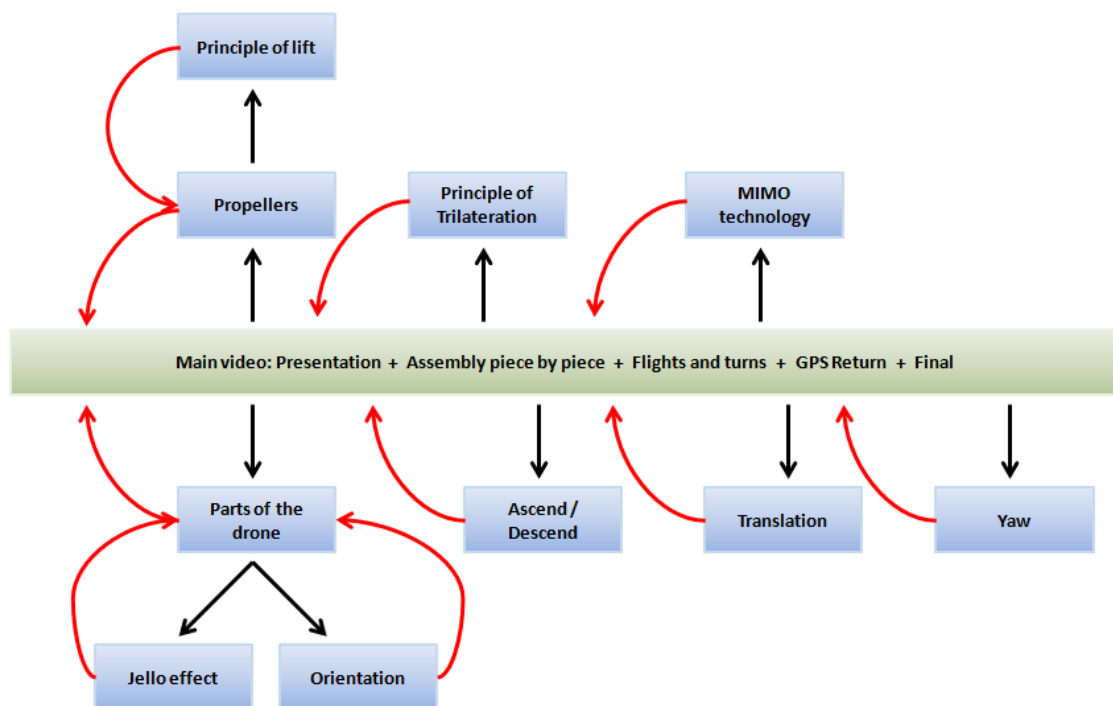 Principle of lift
Propellers
Principle of
Trilateration
MIMO
technology
Main video: Presentation + Assembly piece by piece + Flights and turns + GPS Return + Final
Parts of the
drone
Ascend /
Descend
Translation
Yaw
Jello effect
Orientation